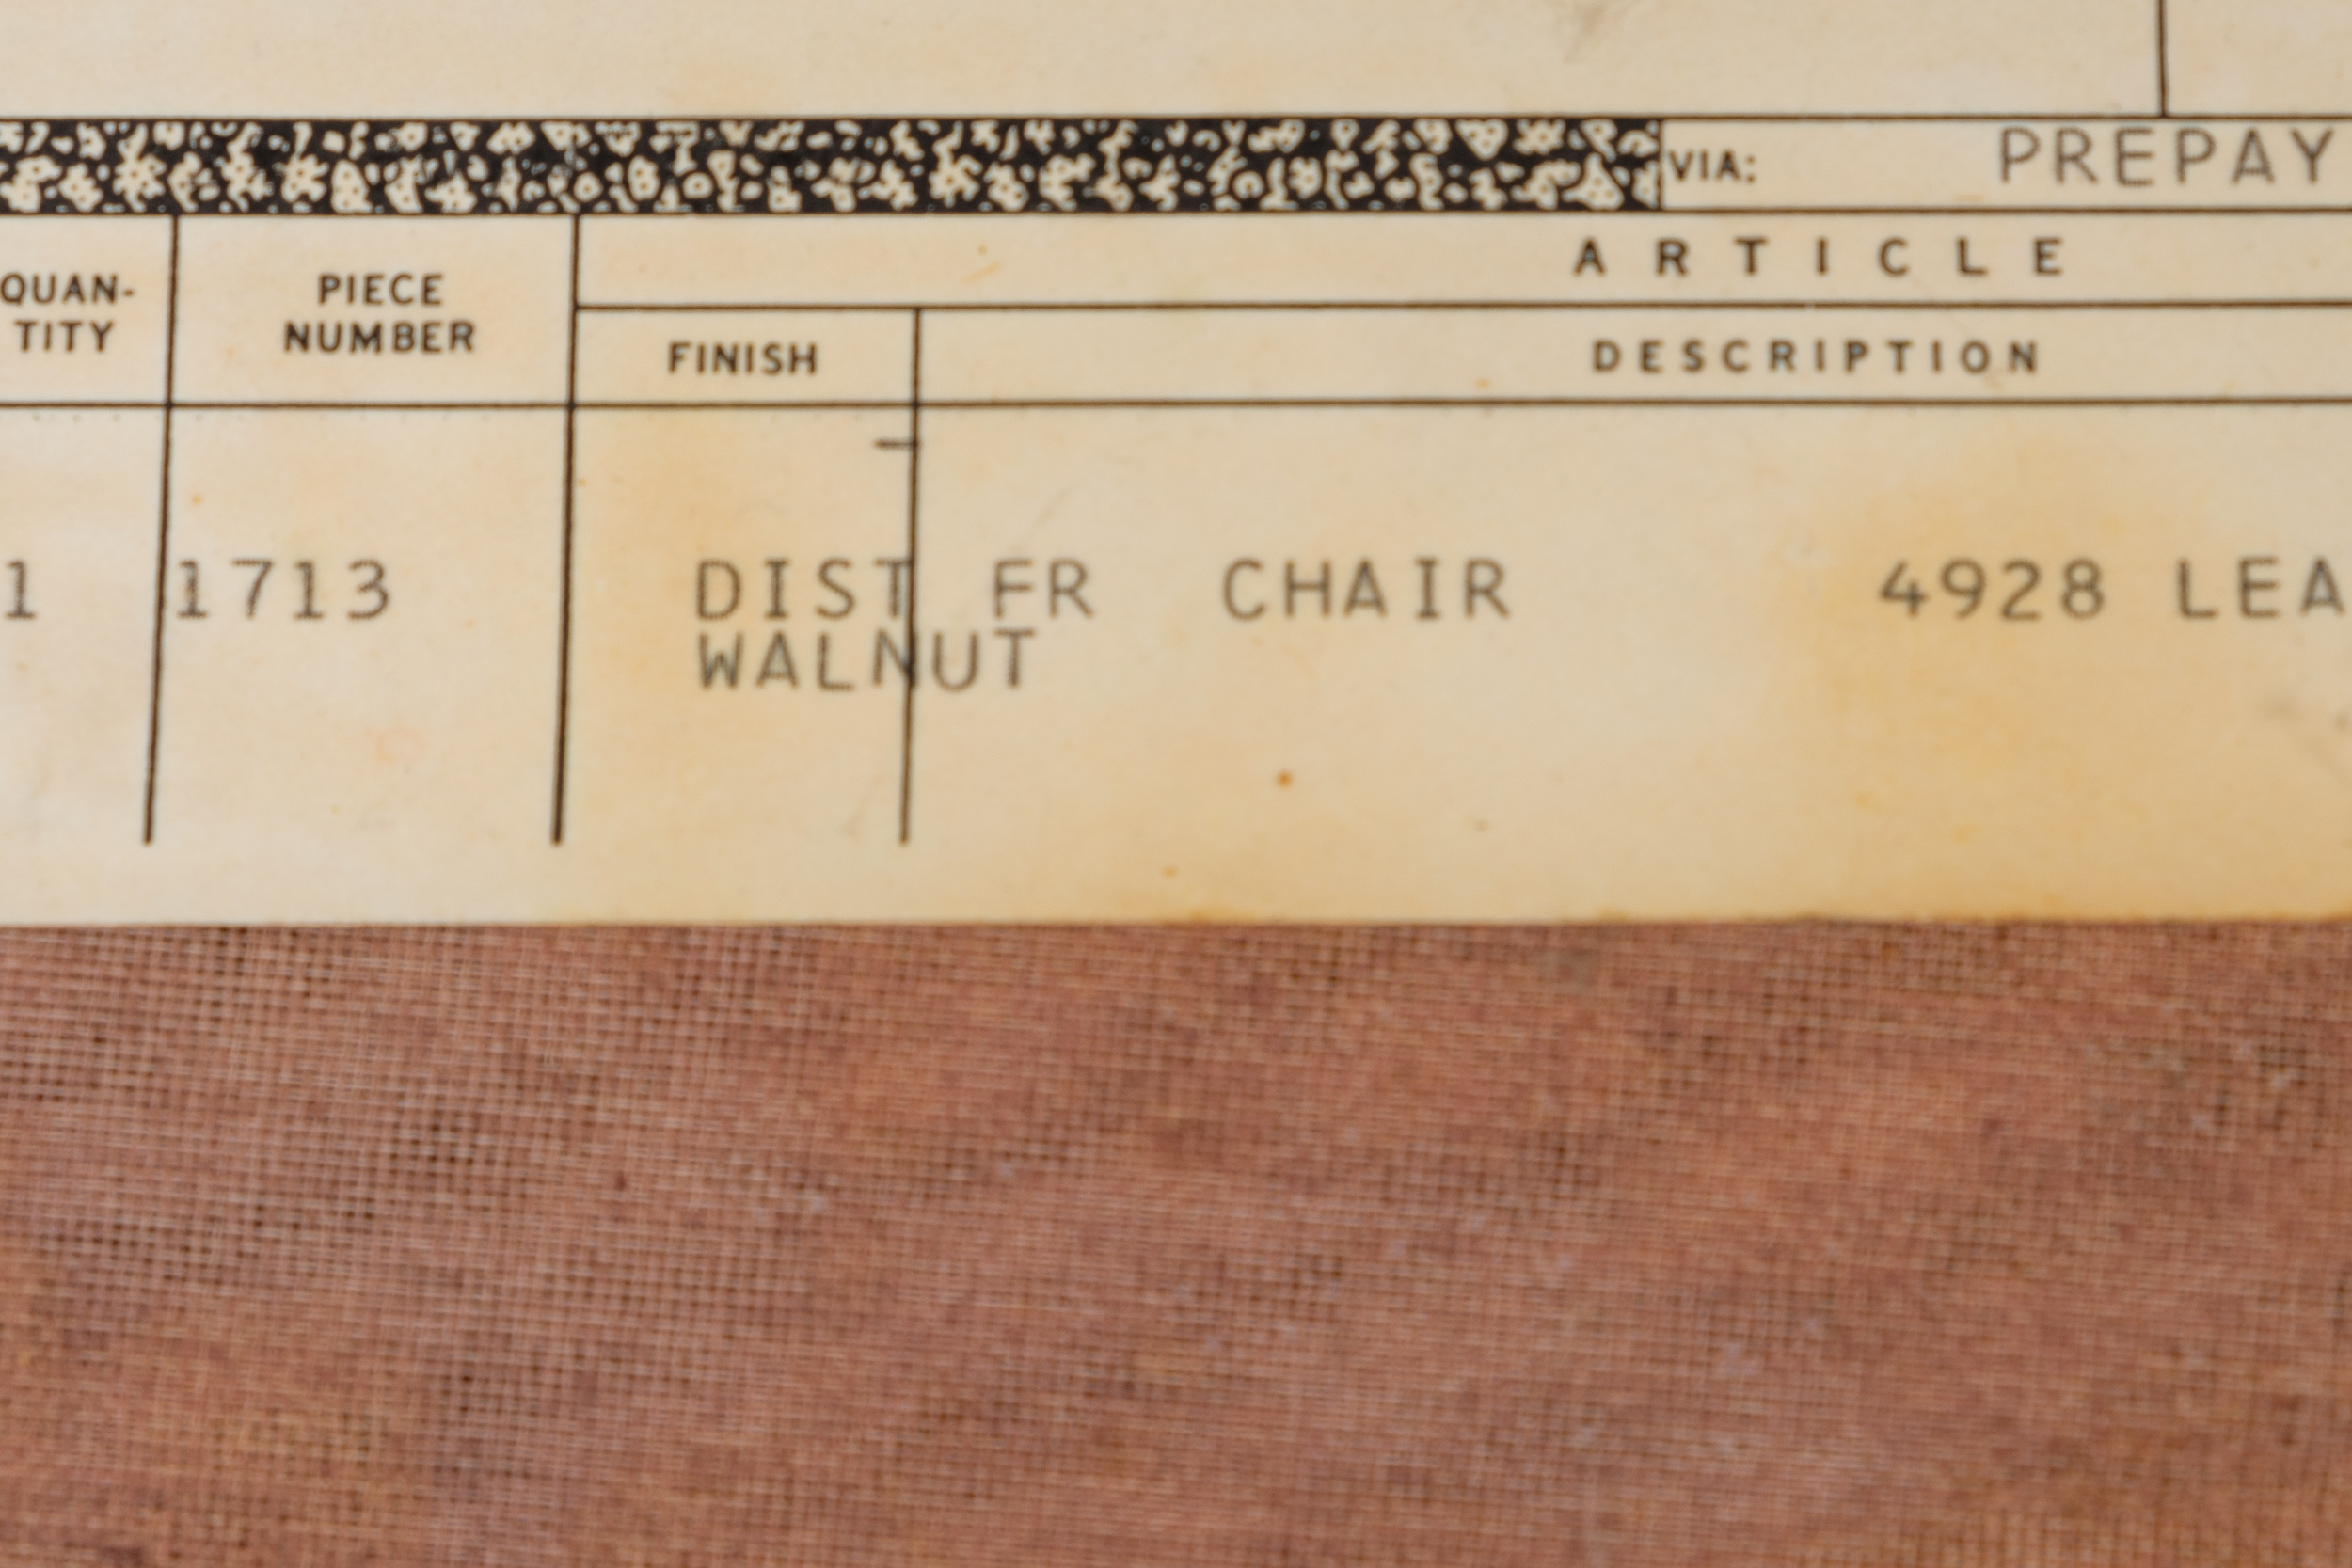 VIA: PREPAY
ARTICLE
QUAN-
TITY
PIECE
NUMBER
FINISH
DESCRIPTION
1 1713 DIST FR CHAIR 4928 LEA
WALNUT